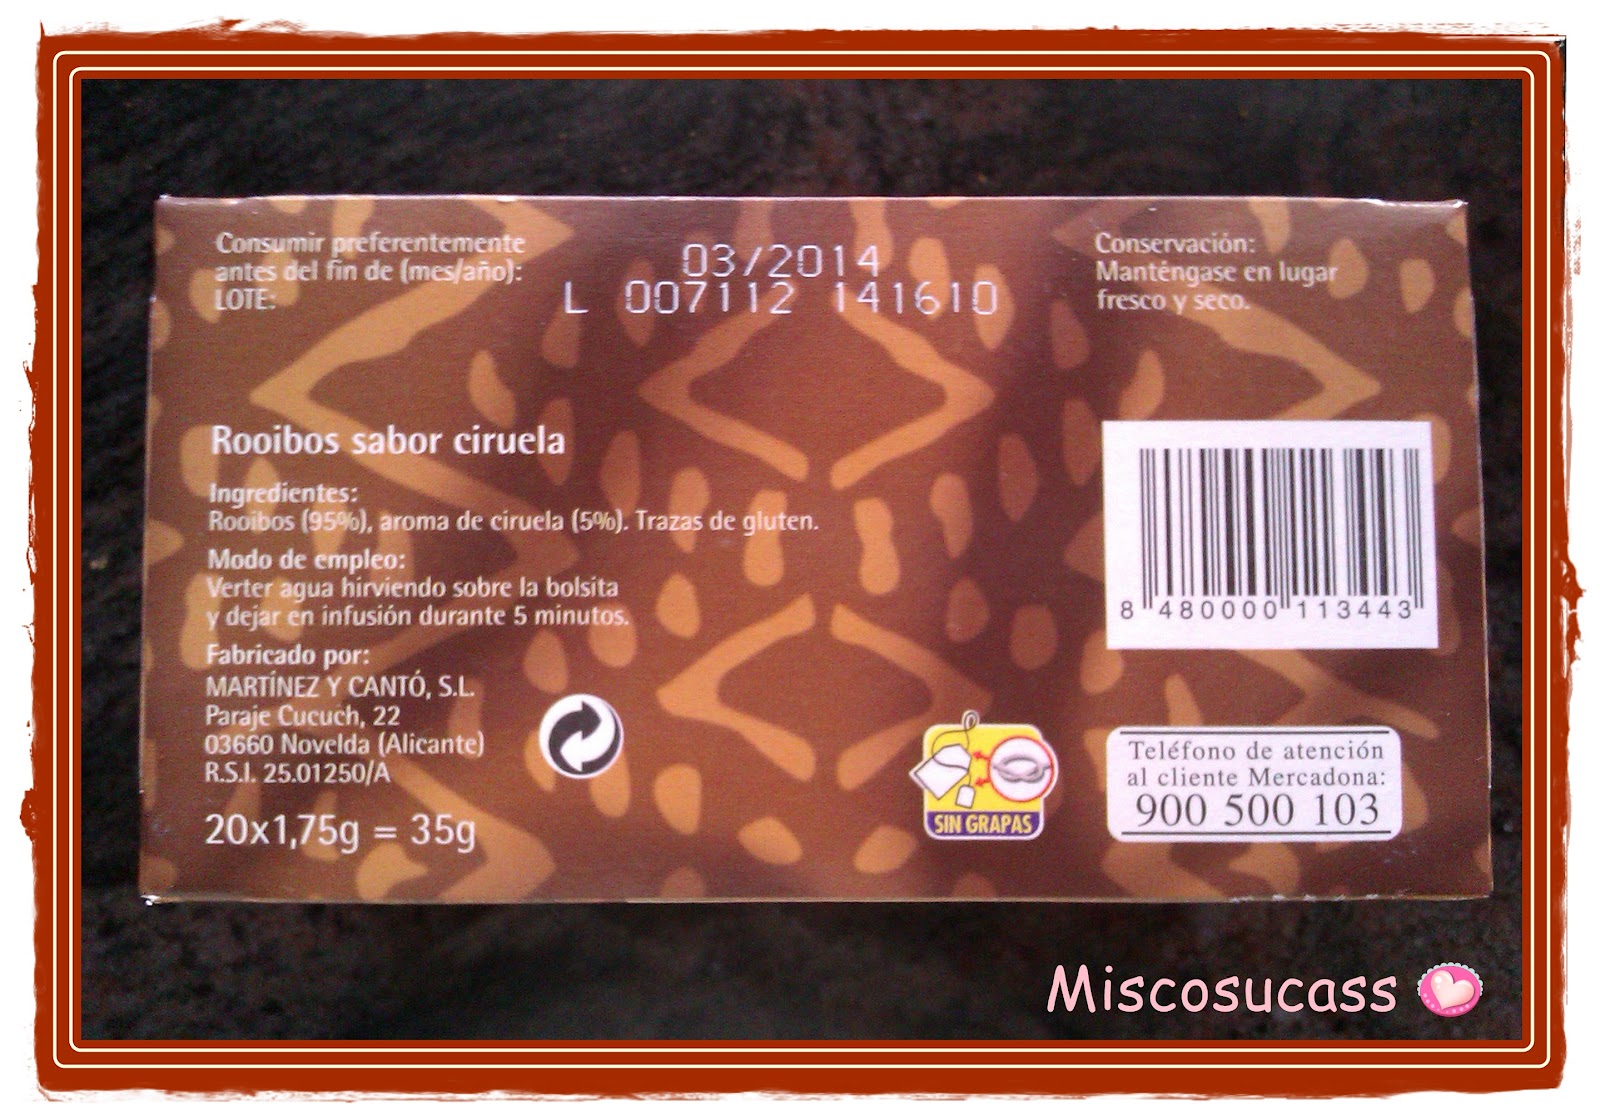 Consumir preferentemente
antes del fin de (mes/año):
LOTE:
03/2014
L 007112 141610
Conservación:
Manténgase en lugar
fresco y seco.
Rooibos sabor ciruela
Ingredientes:
Rooibos (95%), aroma de ciruela (5%). Trazas de gluten.
Modo de empleo:
Verter agua hirviendo sobre la bolsita
y dejar en infusión durante 5 minutos.
Fabricado por:
MARTÍNEZ Y CANTÓ, S.L.
Paraje Cucuch, 22
03660 Novelda (Alicante)
R.S.I. 25.01250/A
20x1,75g = 35g
SIN GRAPAS
8 480000 113443
Teléfono de atención
al cliente Mercadona:
900 500 103
Miscosucass